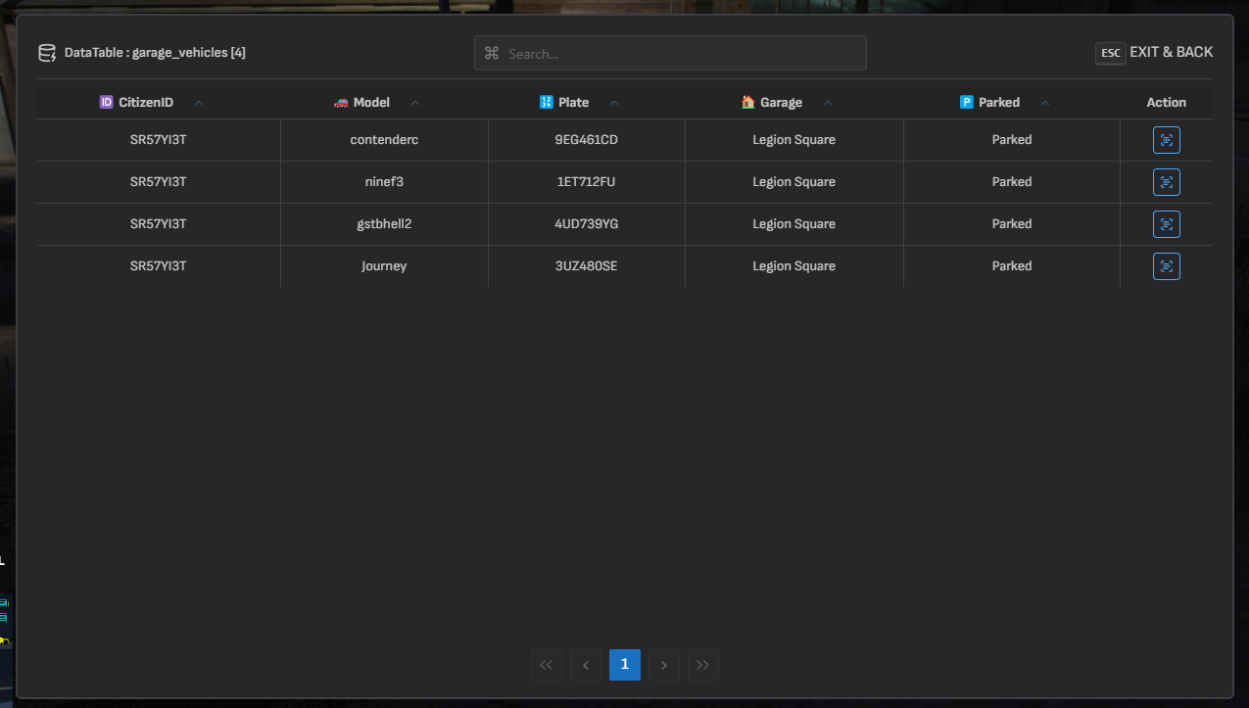 DataTable : garage_vehicles [4]
Search...
ESC EXIT & BACK
ID CitizenID Model Plate Garage P Parked Action
SR57YI3T contenderc 9EG461CD Legion Square Parked
SR57YI3T ninef3 1ET712FU Legion Square Parked
SR57YI3T gstbhell2 4UD739YG Legion Square Parked
SR57YI3T Journey 3UZ480SE Legion Square Parked
<< < 1 > >>